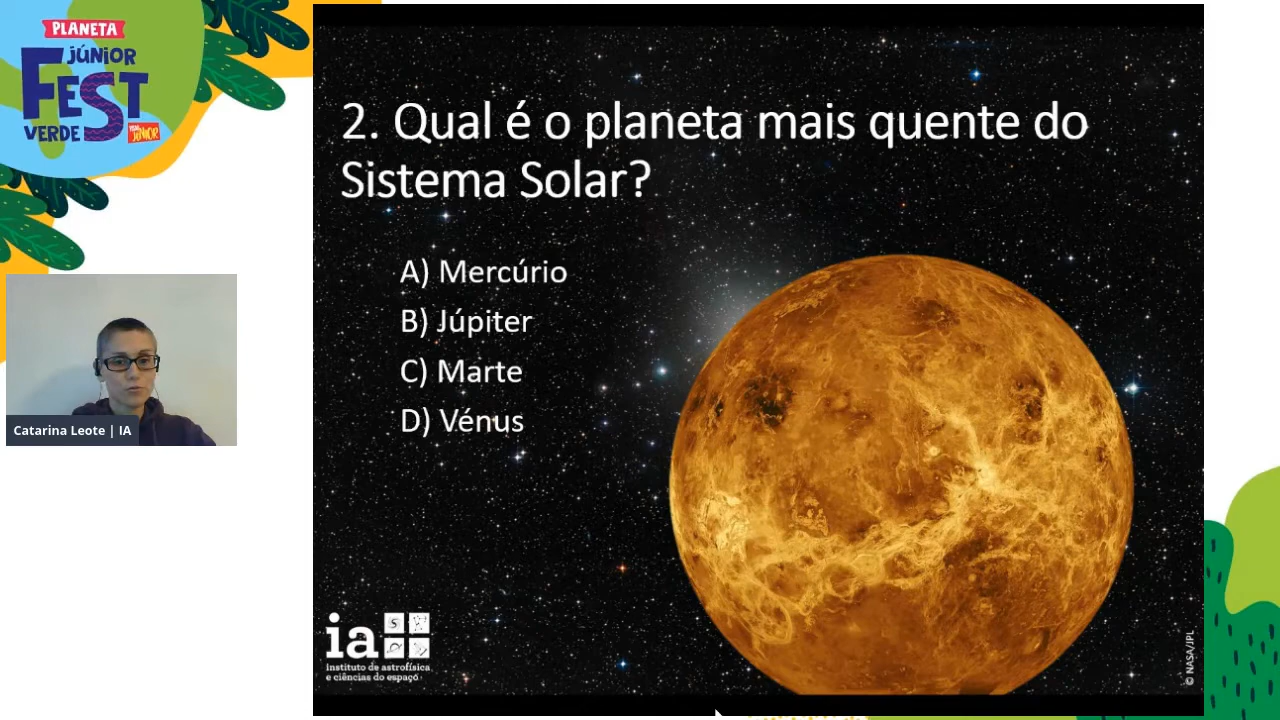 PLANETA
JÚNIOR
FEST
VERDE
2. Qual é o planeta mais quente do
Sistema Solar?
A) Mercúrio
B) Júpiter
C) Marte
D) Vénus
Catarina Leote | IA
ia
instituto de astrofísica
e ciências do espaço
© NASA/JPL